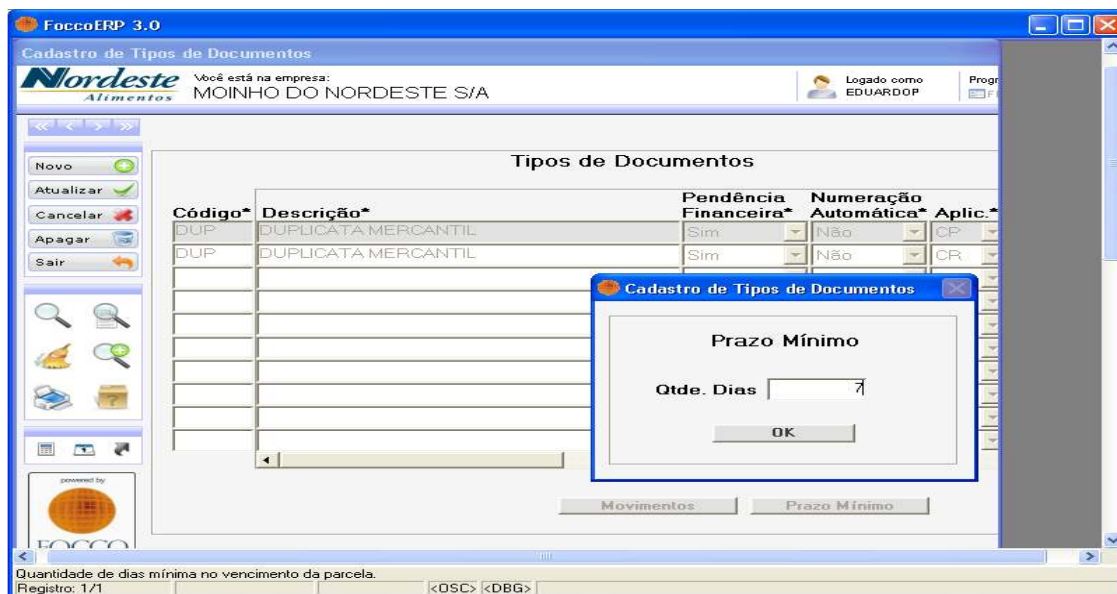 FoccoERP 3.0
Cadastro de Tipos de Documentos
Nordeste
Alimentos
Você está na empresa:
MOINHO DO NORDESTE S/A
Logado como
EDUARDOP
Progr
Novo
Atualizar
Cancelar
Apagar
Sair
Tipos de Documentos
Pendência Numeração
Código* Descrição* Financeira* Automática* Aplic.*
DUP DUPLICATA MERCANTIL Sim Não CP
DUP DUPLICATA MERCANTIL Sim Não CR
Cadastro de Tipos de Documentos
Prazo Mínimo
Qtde. Dias 7
OK
Movimentos Prazo Mínimo
powered by
FOCCO
Quantidade de dias mínima no vencimento da parcela.
Registro: 1/1 <OSC> <DBG>